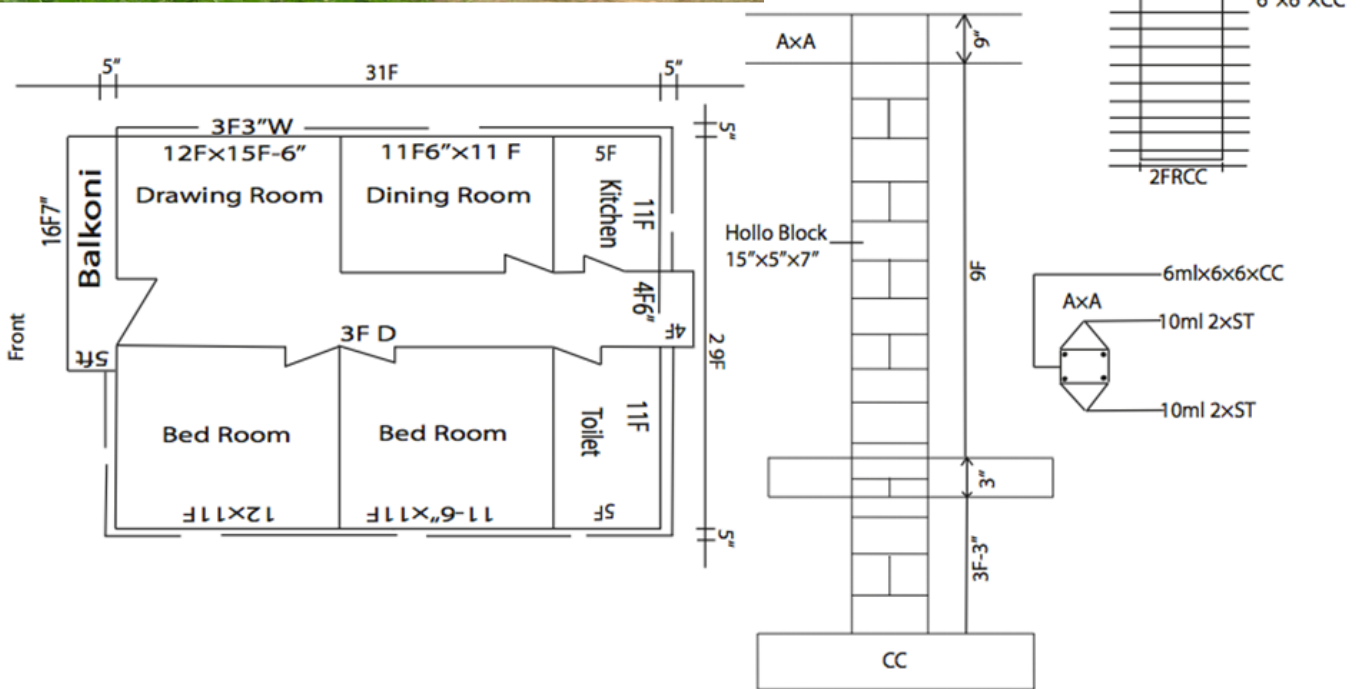 6"×6"×CC
5"
31F
5"
3F3"W
5"
12F×15F-6"
11F6"×11 F
5F
Drawing Room
Dining Room
Kitchen
11F
16F7"
Balkoni
5ft
Front
4F6"
4F
3F D
2 9F
Bed Room
Bed Room
Toilet
11F
12×11F
11-6"×11F
5F
5"
A×A
9"
Hollo Block
15"×5"×7"
9F
3"
3F-3"
CC
2FRCC
6ml×6×6×CC
A×A
10ml 2×ST
10ml 2×ST